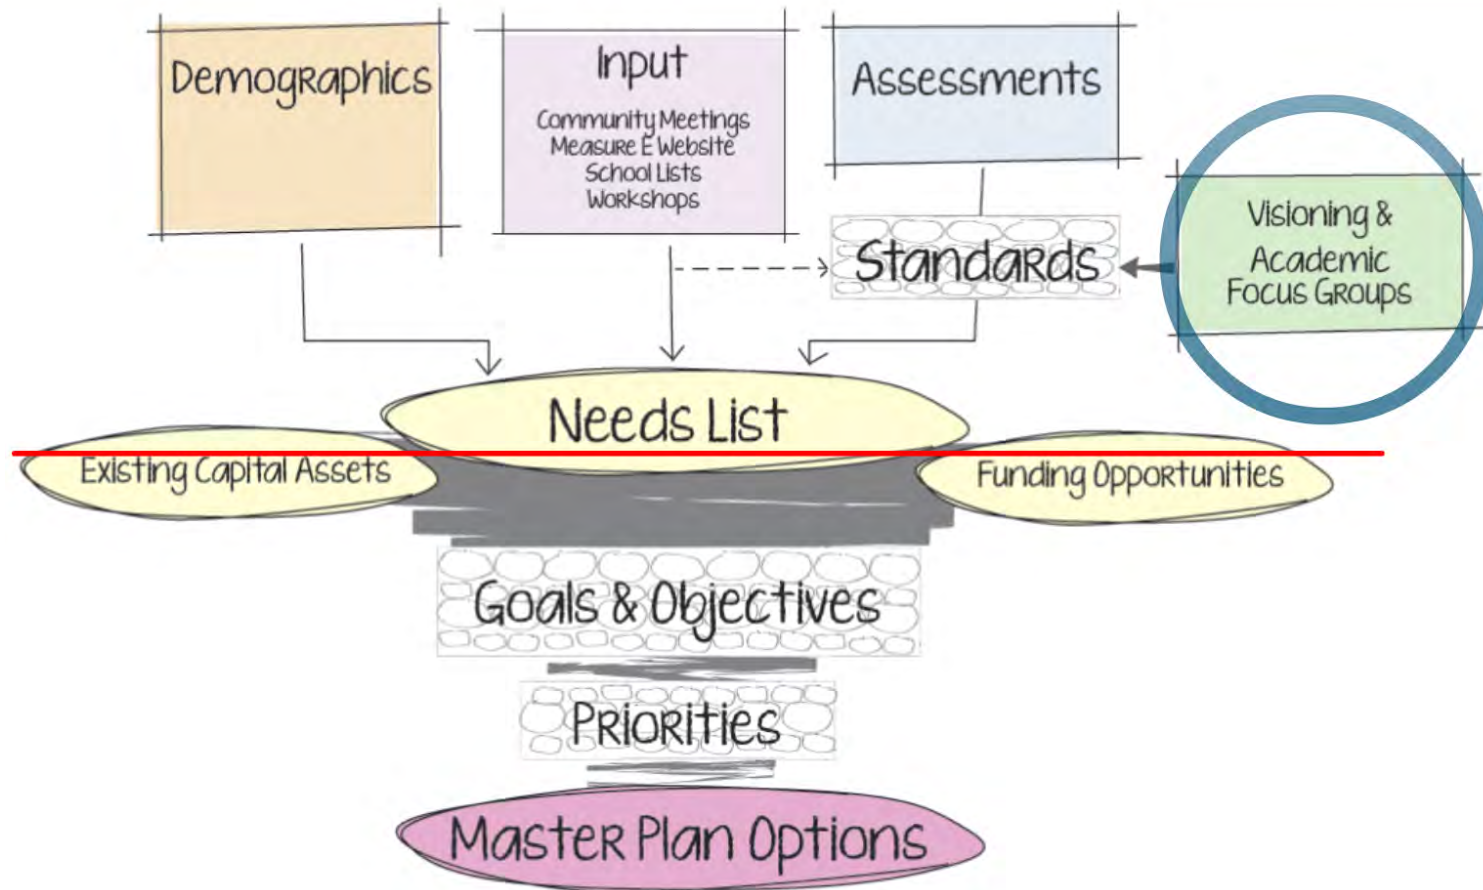 Demographics
Input
Community Meetings
Measure E Website
School Lists
Workshops
Assessments
Visioning &
Academic
Focus Groups
Standards
Needs List
Existing Capital Assets
Funding Opportunities
Goals & Objectives
Priorities
Master Plan Options